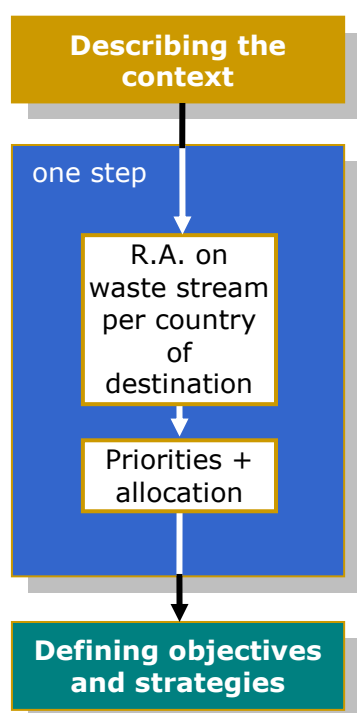 Describing the
context
one step
R.A. on
waste stream
per country
of
destination
Priorities +
allocation
Defining objectives
and strategies